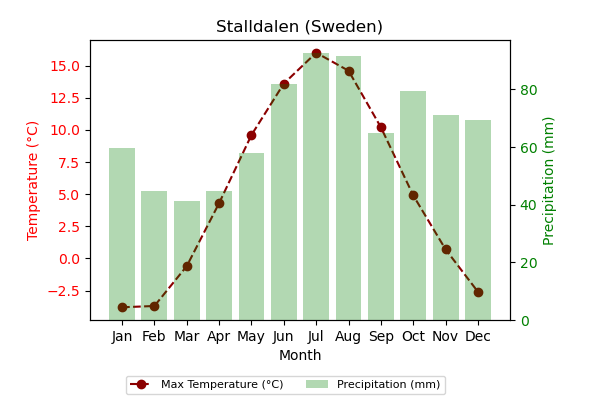 Stalldalen (Sweden)
Temperature (°C)
15.0
12.5
10.0
7.5
5.0
2.5
0.0
−2.5
80
60
40
20
0
Precipitation (mm)
Jan Feb Mar Apr May Jun Jul Aug Sep Oct Nov Dec
Month
Max Temperature (°C) Precipitation (mm)